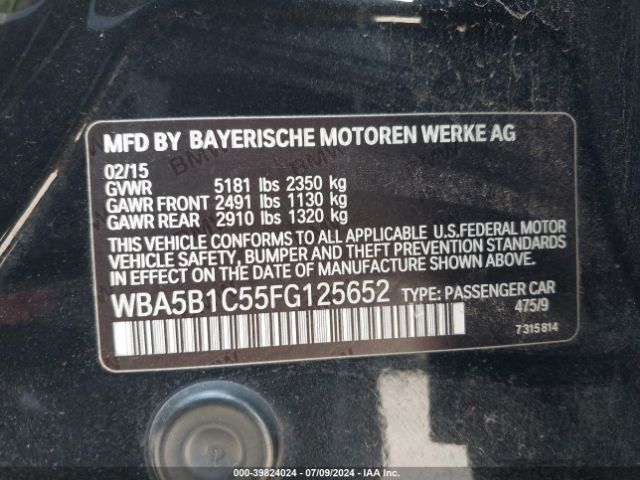 MFD BY BAYERISCHE MOTOREN WERKE AG
02/15
GVWR 5181 lbs 2350 kg
GAWR FRONT 2491 lbs 1130 kg
GAWR REAR 2910 lbs 1320 kg
THIS VEHICLE CONFORMS TO ALL APPLICABLE U.S.FEDERAL MOTOR
VEHICLE SAFETY, BUMPER AND THEFT PREVENTION STANDARDS
IN EFFECT ON THE DATE OF MANUFACTURE SHOWN ABOVE.
WBA5B1C55FG125652 TYPE: PASSENGER CAR
475/9
7315814
000-39824024 / 07/09/2024 / IAA Inc.